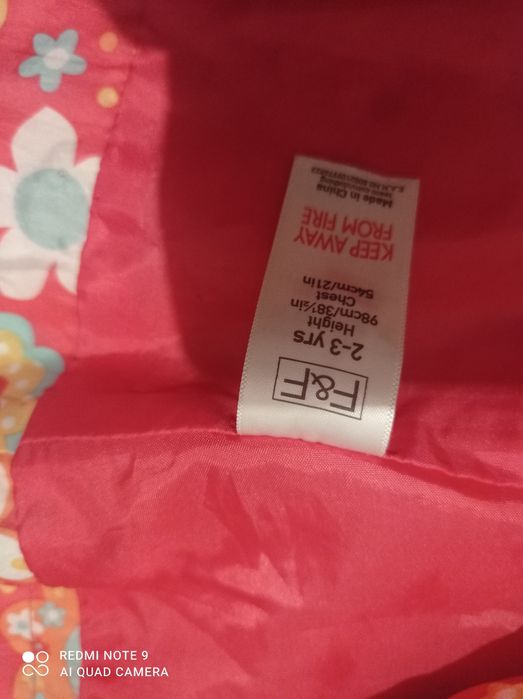 F&F
2-3 yrs
Height
98cm/38½in
Chest
54cm/21in
KEEP AWAY
FROM FIRE
Made in China
REDMI NOTE 9
AI QUAD CAMERA